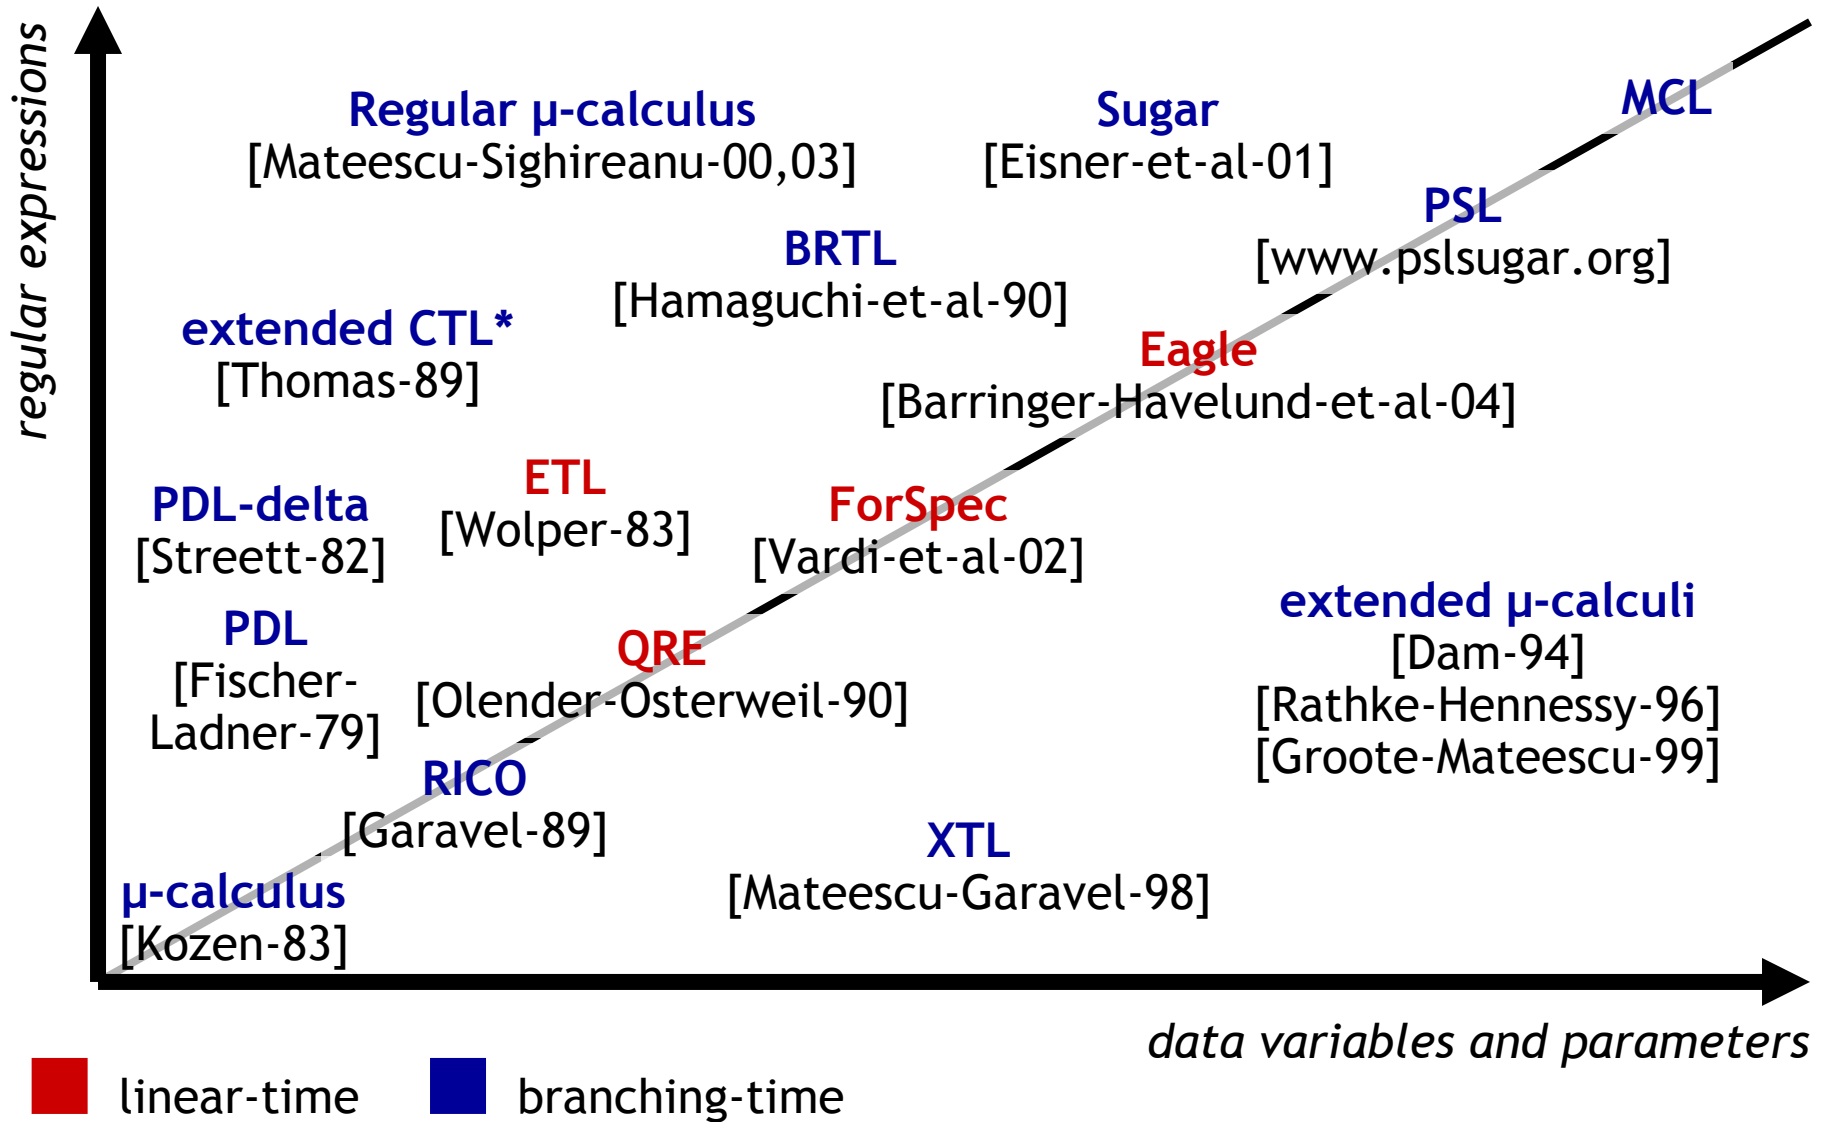 regular expressions
Regular µ-calculus
[Mateescu-Sighireanu-00,03]
Sugar
[Eisner-et-al-01]
MCL
PSL
[www.pslsugar.org]
BRTL
[Hamaguchi-et-al-90]
extended CTL*
[Thomas-89]
Eagle
[Barringer-Havelund-et-al-04]
ETL
[Wolper-83]
PDL-delta
[Streett-82]
ForSpec
[Vardi-et-al-02]
extended µ-calculi
[Dam-94]
[Rathke-Hennessy-96]
[Groote-Mateescu-99]
PDL
[Fischer-
Ladner-79]
QRE
[Olender-Osterweil-90]
RICO
[Garavel-89]
XTL
[Mateescu-Garavel-98]
µ-calculus
[Kozen-83]
data variables and parameters
linear-time
branching-time